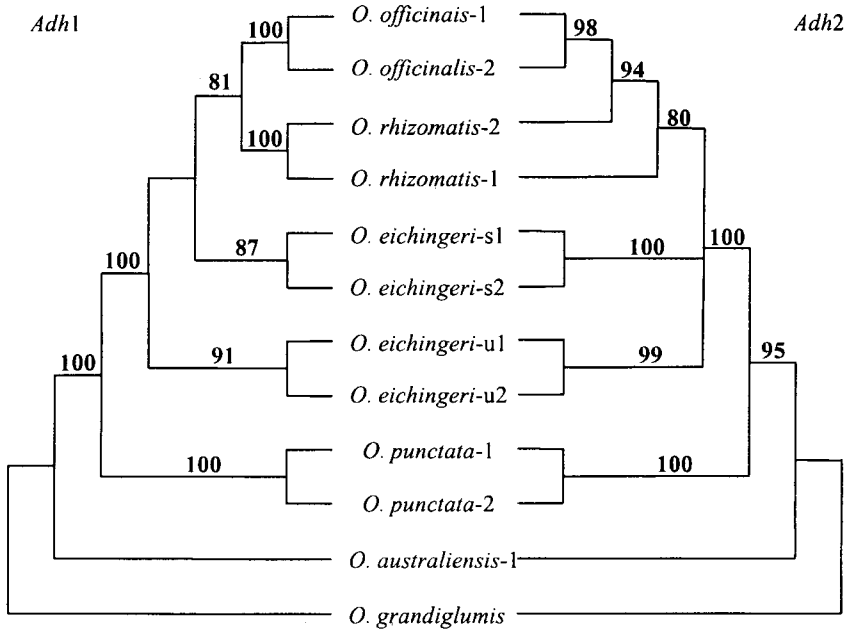 Adh1
Adh2
100 O. officinais-1 98
81 O. officinalis-2 94
100 O. rhizomatis-2 80
O. rhizomatis-1
87 O. eichingeri-s1 100 100
100 O. eichingeri-s2
91 O. eichingeri-u1 99 95
100 O. eichingeri-u2
100 O. punctata-1 100
O. punctata-2
O. australiensis-1
O. grandiglumis